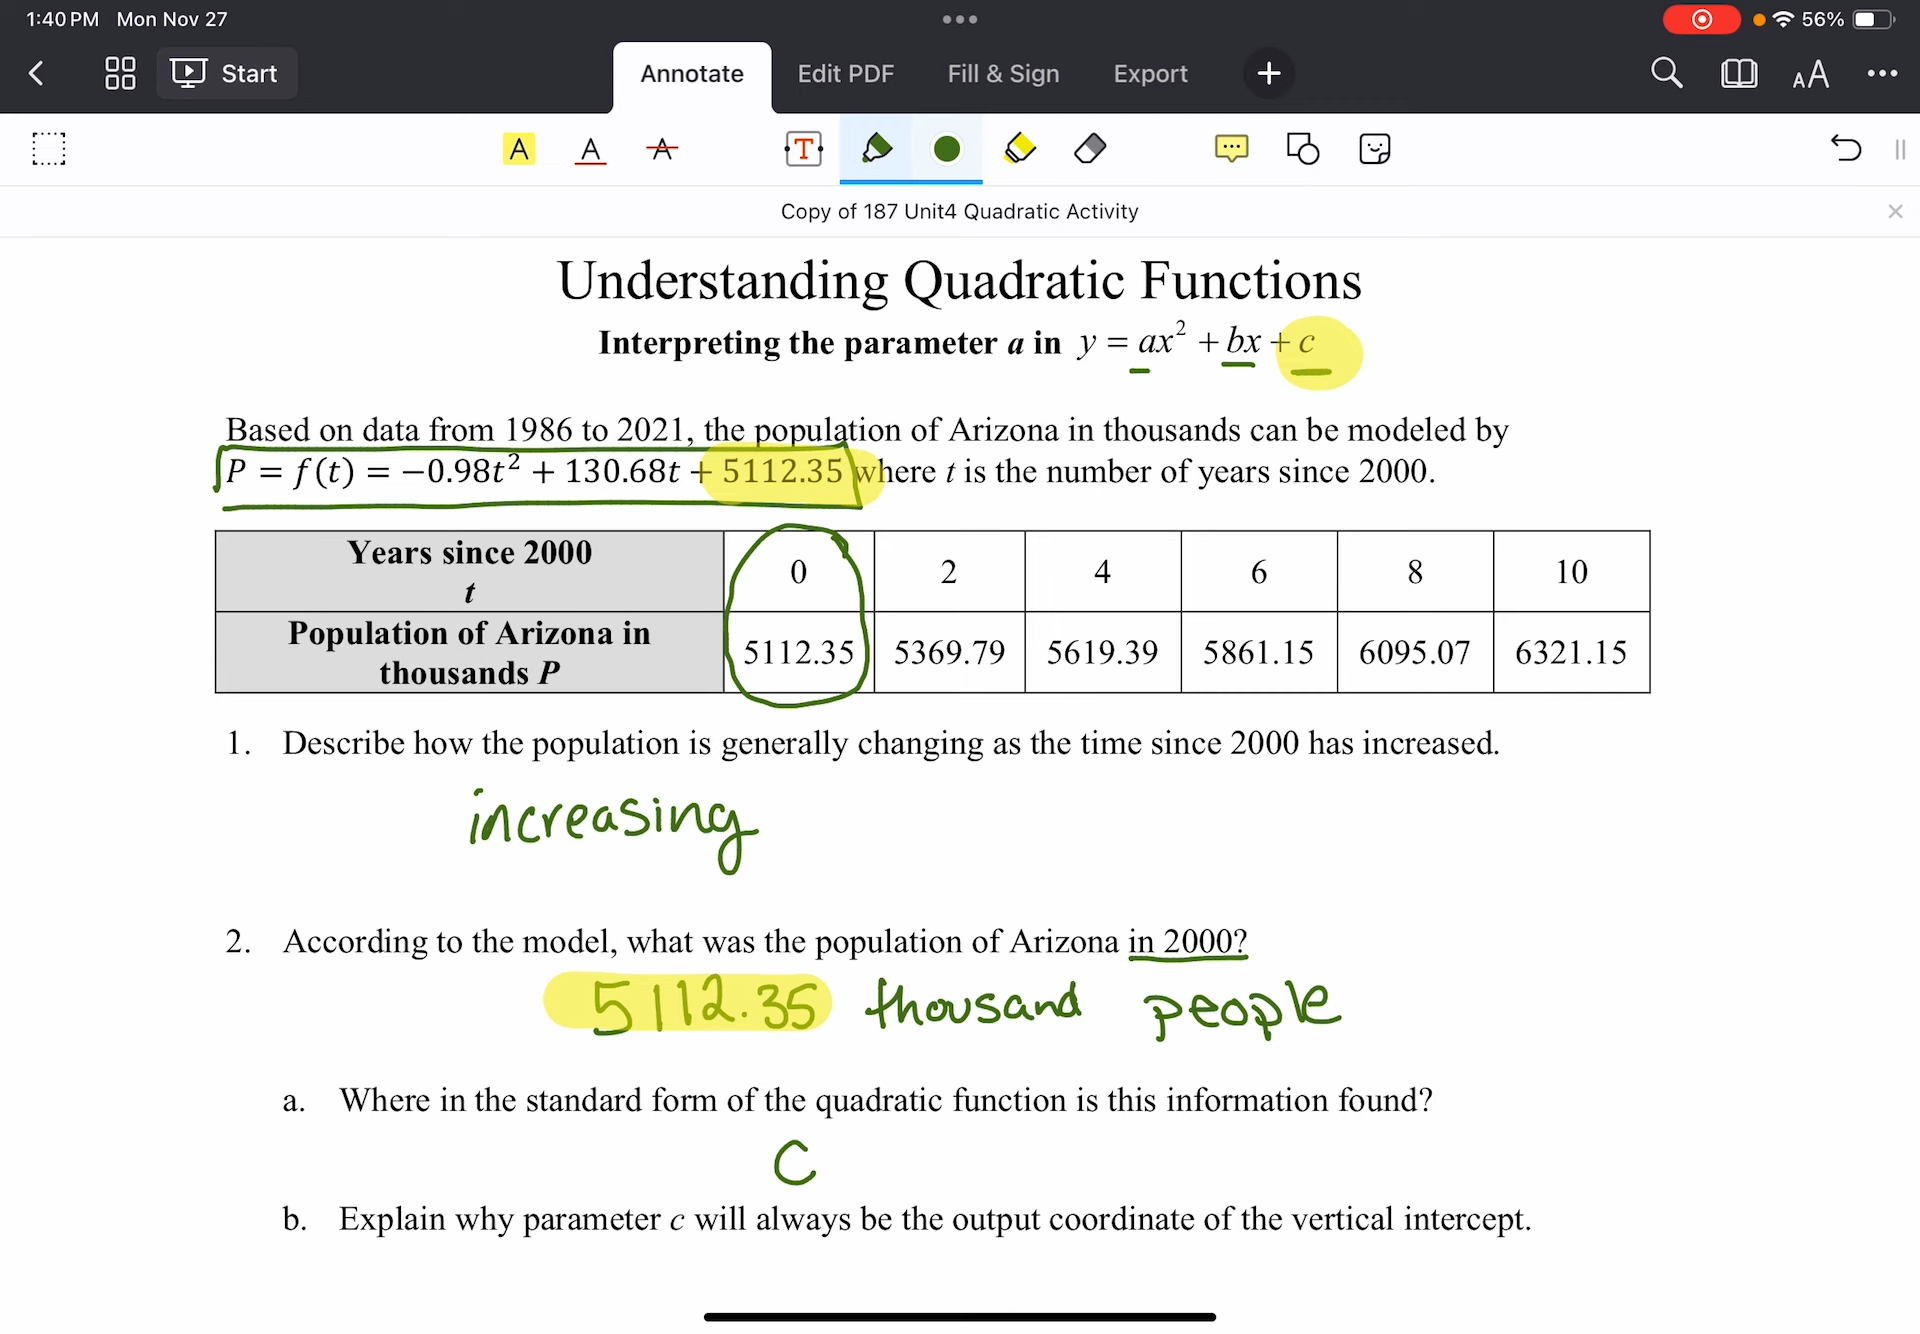 1:40 PM Mon Nov 27
56%
Start
Annotate
Edit PDF
Fill & Sign
Export
AA
A A A T
Copy of 187 Unit4 Quadratic Activity
Understanding Quadratic Functions
Interpreting the parameter a in y = ax² + bx + c
Based on data from 1986 to 2021, the population of Arizona in thousands can be modeled by
P = f(t) = −0.98t² + 130.68t + 5112.35 where t is the number of years since 2000.
Years since 2000
t
0 2 4 6 8 10
Population of Arizona in
thousands P
5112.35 5369.79 5619.39 5861.15 6095.07 6321.15
1. Describe how the population is generally changing as the time since 2000 has increased.
increasing
2. According to the model, what was the population of Arizona in 2000?
5112.35 thousand people
a. Where in the standard form of the quadratic function is this information found?
C
b. Explain why parameter c will always be the output coordinate of the vertical intercept.